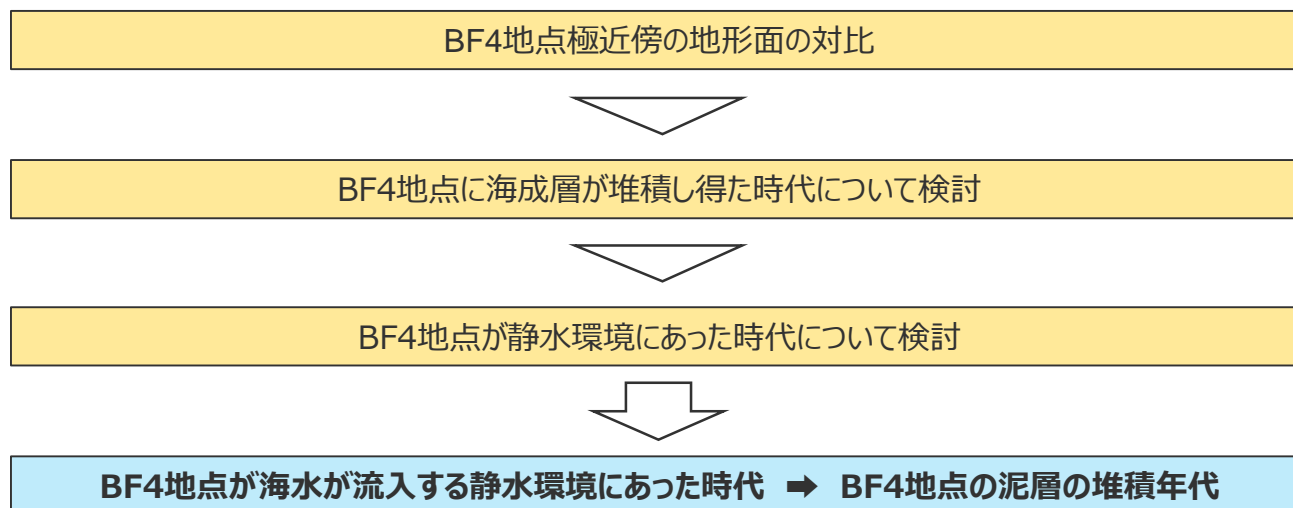 BF4地点極近傍の地形面の対比
BF4地点に海成層が堆積し得た時代について検討
BF4地点が静水環境にあった時代について検討
BF4地点が海水が流入する静水環境にあった時代 ➡ BF4地点の泥層の堆積年代